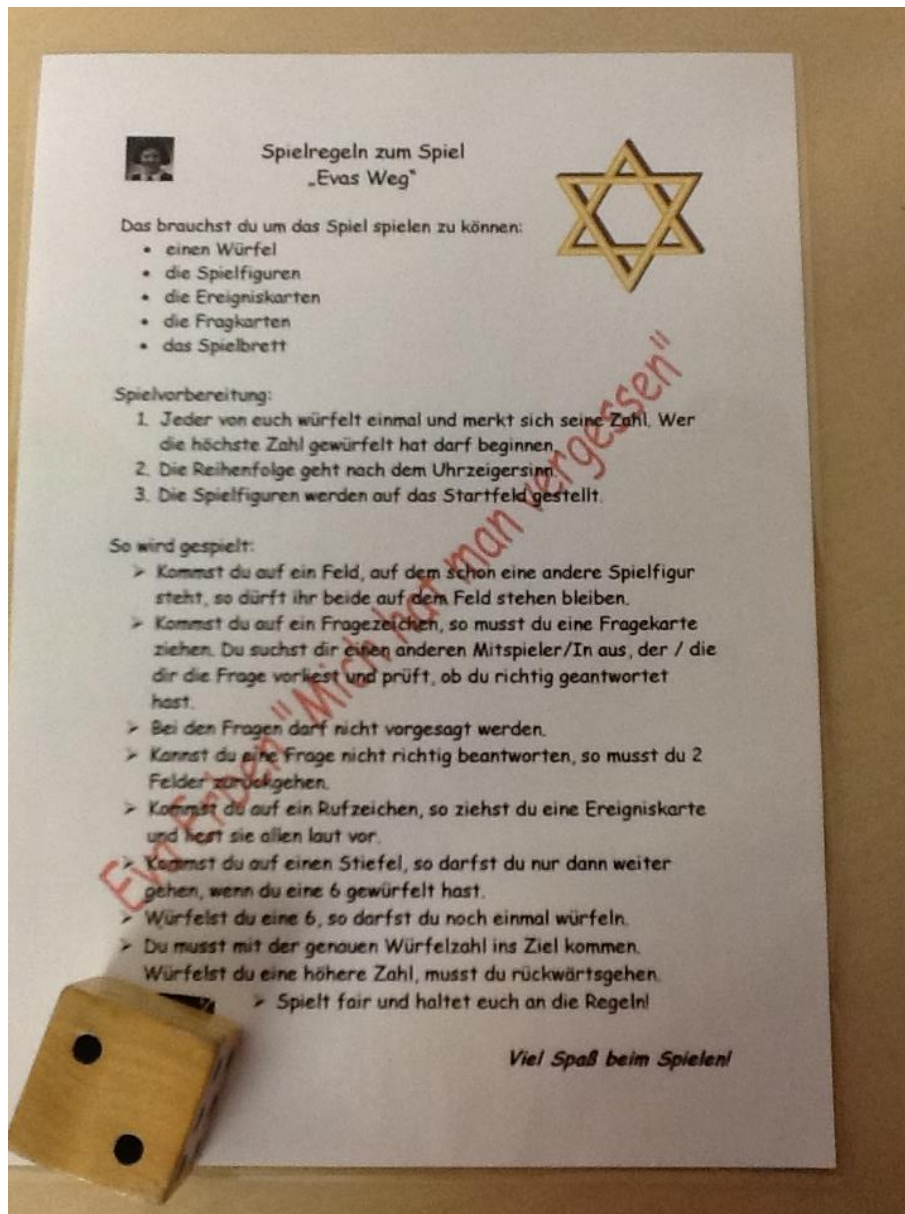 Spielregeln zum Spiel
„Evas Weg“
Das brauchst du um das Spiel spielen zu können:
• einen Würfel
• die Spielfiguren
• die Ereigniskarten
• die Fragkarten
• das Spielbrett
Spielvorbereitung:
1. Jeder von euch würfelt einmal und merkt sich seine Zahl. Wer
die höchste Zahl gewürfelt hat darf beginnen.
2. Die Reihenfolge geht nach dem Uhrzeigersinn.
3. Die Spielfiguren werden auf das Startfeld gestellt.
So wird gespielt:
➢ Kommst du auf ein Feld, auf dem schon eine andere Spielfigur
steht, so dürft ihr beide auf dem Feld stehen bleiben.
➢ Kommst du auf ein Fragezeichen, so musst du eine Fragekarte
ziehen. Du suchst dir einen anderen Mitspieler/In aus, der / die
dir die Frage vorliest und prüft, ob du richtig geantwortet
hast.
➢ Bei den Fragen darf nicht vorgesagt werden.
➢ Kannst du eine Frage nicht richtig beantworten, so musst du 2
Felder zurückgehen.
➢ Kommst du auf ein Rufzeichen, so ziehst du eine Ereigniskarte
und liest sie allen laut vor.
➢ Kommst du auf einen Stiefel, so darfst du nur dann weiter
gehen, wenn du eine 6 gewürfelt hast.
➢ Würfelst du eine 6, so darfst du noch einmal würfeln.
➢ Du musst mit der genauen Würfelzahl ins Ziel kommen.
Würfelst du eine höhere Zahl, musst du rückwärtsgehen.
➢ Spielt fair und haltet euch an die Regeln!
Viel Spaß beim Spielen!
Eva Erben "Mich hat man vergessen"